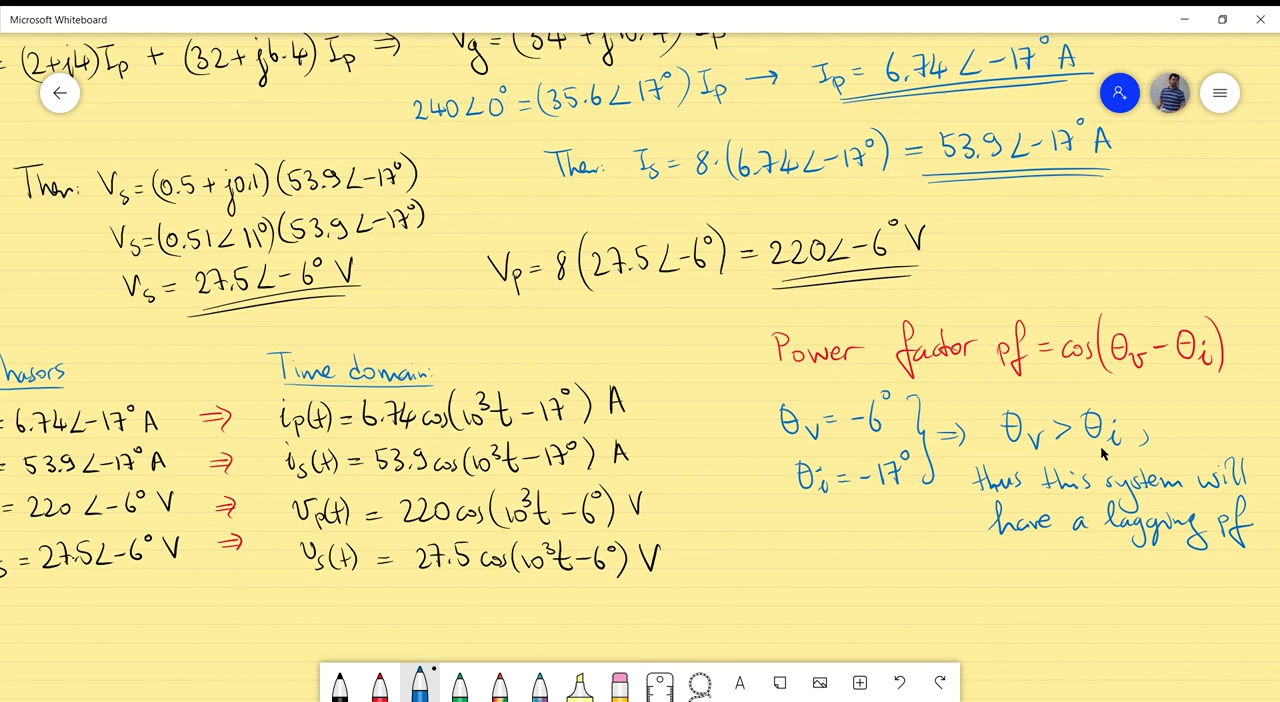 Microsoft Whiteboard
= (2+j4)Ip + (32+j6.4)Ip ⇒ Vg = (34 + j10.4) Ip
240∠0° = (35.6∠17°) Ip → Ip = 6.74∠-17° A
Then: Is = 8·(6.74∠-17°) = 53.9∠-17° A
Then: Vs = (0.5 + j0.1)(53.9∠-17°)
Vs = (0.51∠11°)(53.9∠-17°)
Vs = 27.5∠-6° V
Vp = 8(27.5∠-6°) = 220∠-6° V
hasors
= 6.74∠-17° A ⇒
= 53.9∠-17° A ⇒
= 220∠-6° V ⇒
s = 27.5∠-6° V ⇒
Time domain:
ip(t) = 6.74 cos(10³t - 17°) A
is(t) = 53.9 cos(10³t - 17°) A
vp(t) = 220 cos(10³t - 6°) V
vs(t) = 27.5 cos(10³t - 6°) V
Power factor pf = cos(θv - θi)
θv = -6°
θi = -17°
} ⇒ θv > θi,
thus this system will
have a lagging pf
A